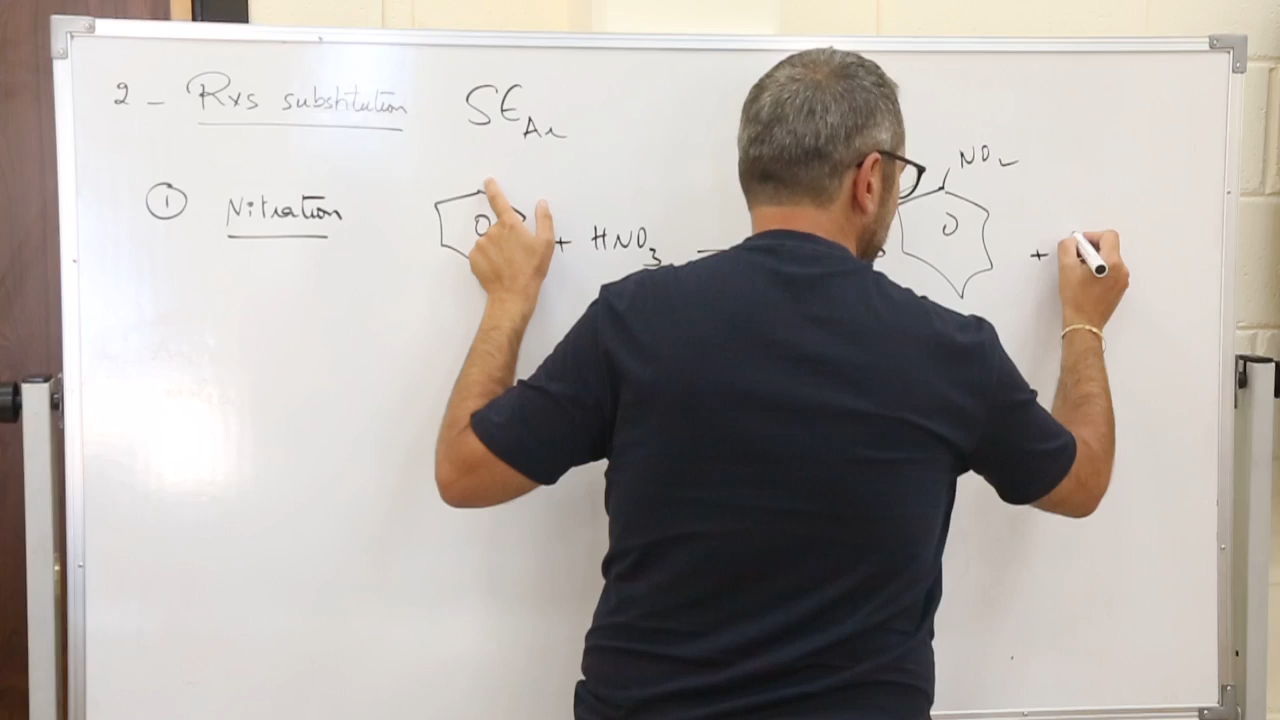 2 - Rxs substitution SEAr
① Nitration + HNO3 NO2 +